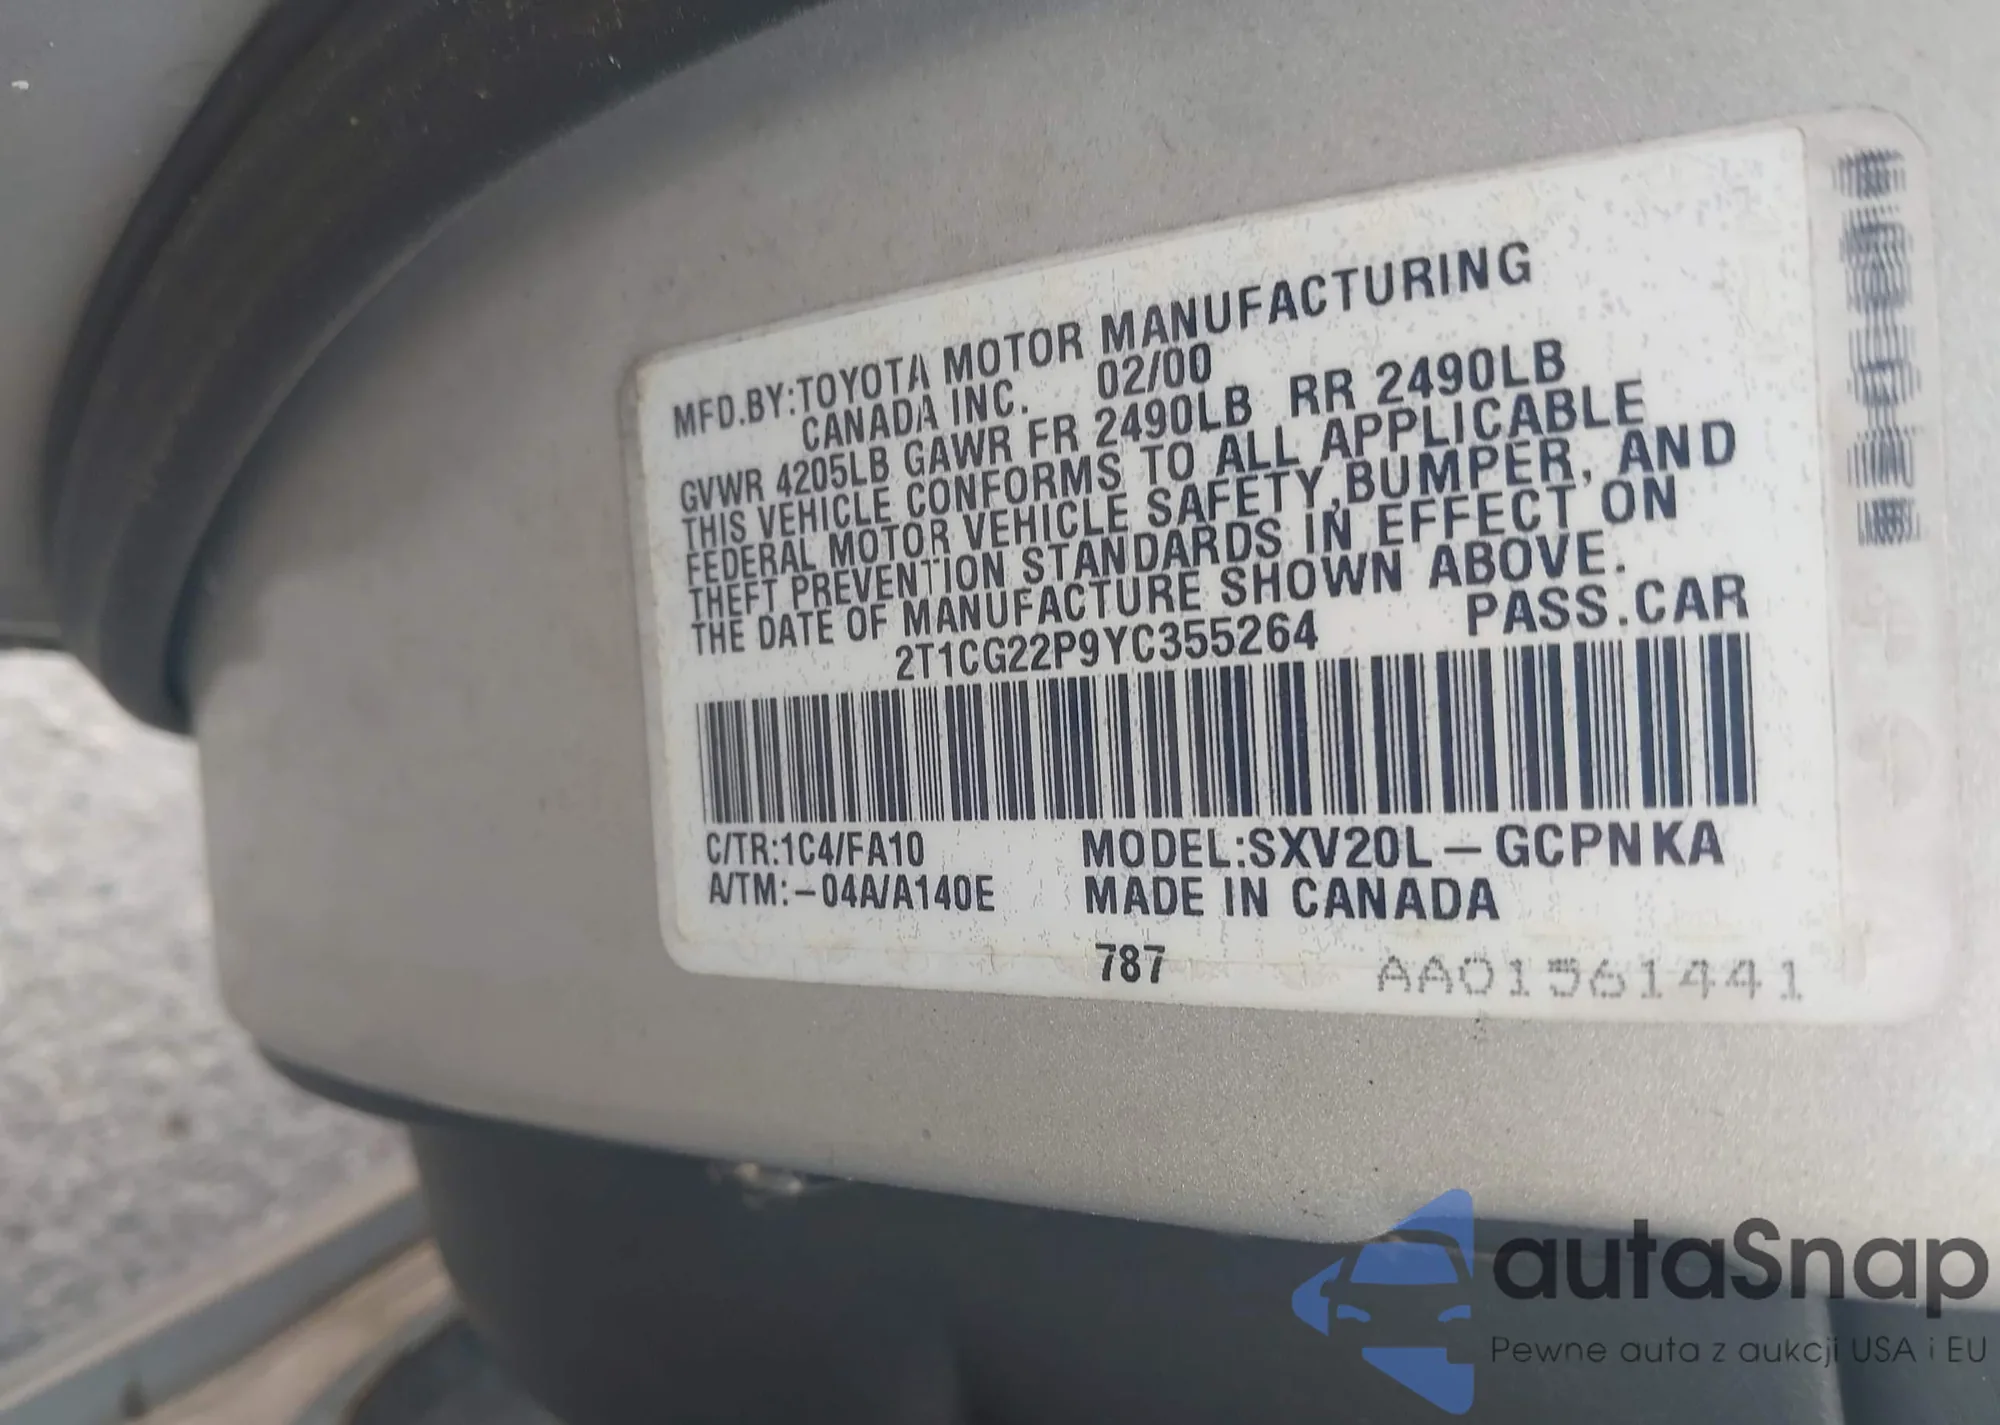 MFD.BY:TOYOTA MOTOR MANUFACTURING
CANADA INC. 02/00
GVWR 4205LB GAWR FR 2490LB RR 2490LB
THIS VEHICLE CONFORMS TO ALL APPLICABLE
FEDERAL MOTOR VEHICLE SAFETY,BUMPER, AND
THEFT PREVENTION STANDARDS IN EFFECT ON
THE DATE OF MANUFACTURE SHOWN ABOVE.
2T1CG22P9YC355264 PASS.CAR
C/TR:1C4/FA10 MODEL:SXV20L-GCPNKA
A/TM:-04A/A140E MADE IN CANADA
787 AA01561441
autaSnap
Pewne auta z aukcji USA i EU